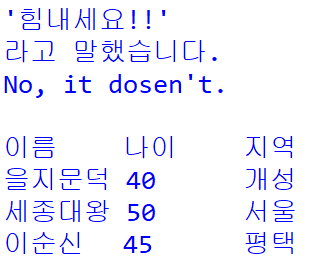 '힘내세요!!'
라고 말했습니다.
No, it dosen't.
이름 나이 지역
을지문덕 40 개성
세종대왕 50 서울
이순신 45 평택